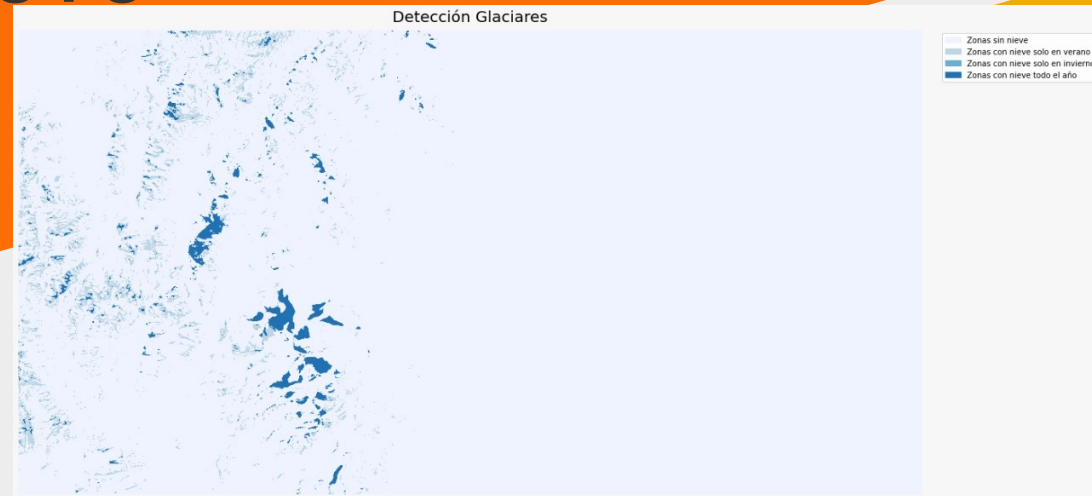 Detección Glaciares
Zonas sin nieve
Zonas con nieve solo en verano
Zonas con nieve solo en invierno
Zonas con nieve todo el año